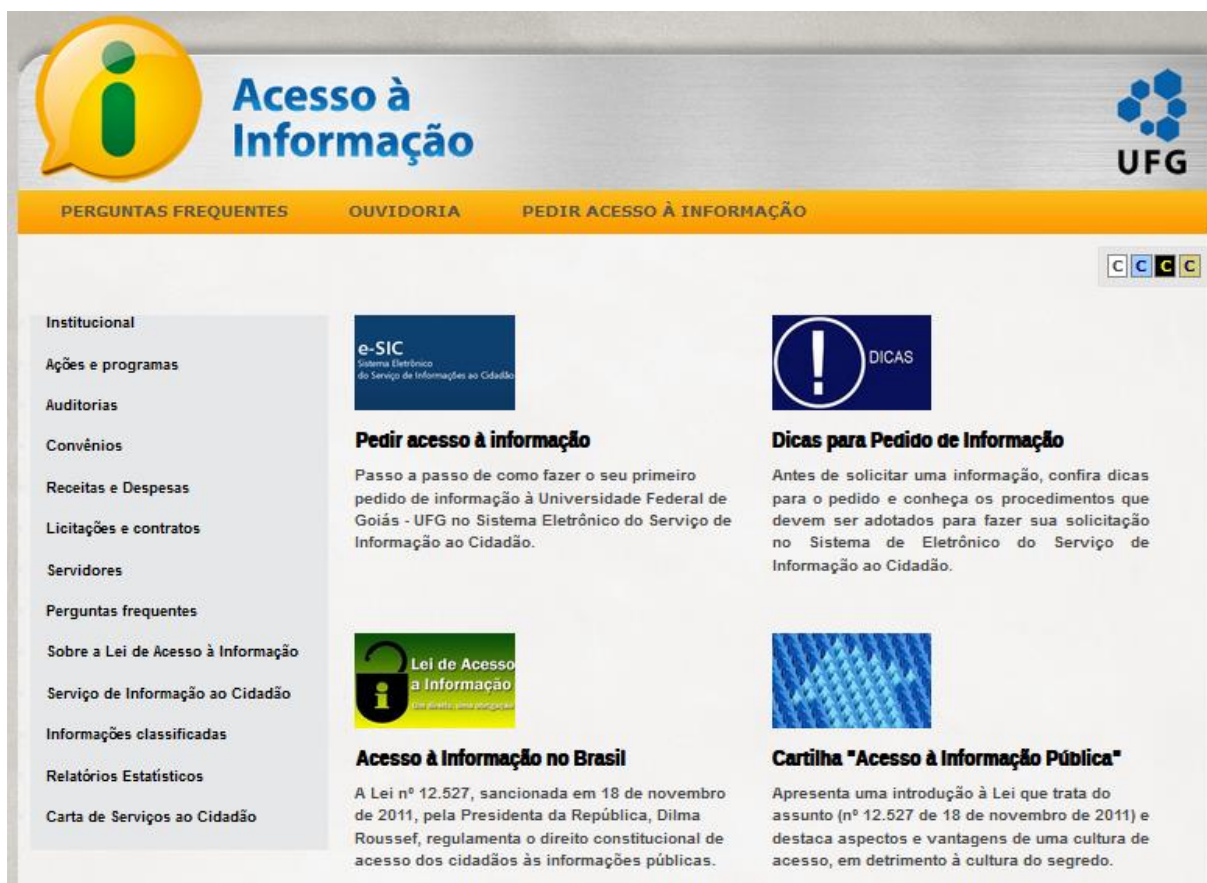 Acesso à
Informação
UFG
PERGUNTAS FREQUENTES OUVIDORIA PEDIR ACESSO À INFORMAÇÃO
C C C C
Institucional
Ações e programas
Auditorias
Convênios
Receitas e Despesas
Licitações e contratos
Servidores
Perguntas frequentes
Sobre a Lei de Acesso à Informação
Serviço de Informação ao Cidadão
Informações classificadas
Relatórios Estatísticos
Carta de Serviços ao Cidadão
e-SIC
Sistema Eletrônico
do Serviço de Informações ao Cidadão
Pedir acesso à informação
Passo a passo de como fazer o seu primeiro
pedido de informação à Universidade Federal de
Goiás - UFG no Sistema Eletrônico do Serviço de
Informação ao Cidadão.
DICAS
Dicas para Pedido de Informação
Antes de solicitar uma informação, confira dicas
para o pedido e conheça os procedimentos que
devem ser adotados para fazer sua solicitação
no Sistema de Eletrônico do Serviço de
Informação ao Cidadão.
Lei de Acesso
a Informação
Um direito, uma obrigação
Acesso à Informação no Brasil
A Lei nº 12.527, sancionada em 18 de novembro
de 2011, pela Presidenta da República, Dilma
Roussef, regulamenta o direito constitucional de
acesso dos cidadãos às informações públicas.
Cartilha "Acesso à Informação Pública"
Apresenta uma introdução à Lei que trata do
assunto (nº 12.527 de 18 de novembro de 2011) e
destaca aspectos e vantagens de uma cultura de
acesso, em detrimento à cultura do segredo.